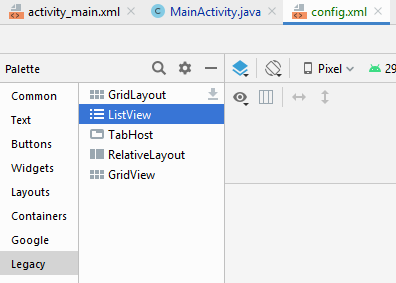 activity_main.xml MainActivity.java config.xml
Palette
Pixel 29
Common
Text
Buttons
Widgets
Layouts
Containers
Google
Legacy
GridLayout
ListView
TabHost
RelativeLayout
GridView